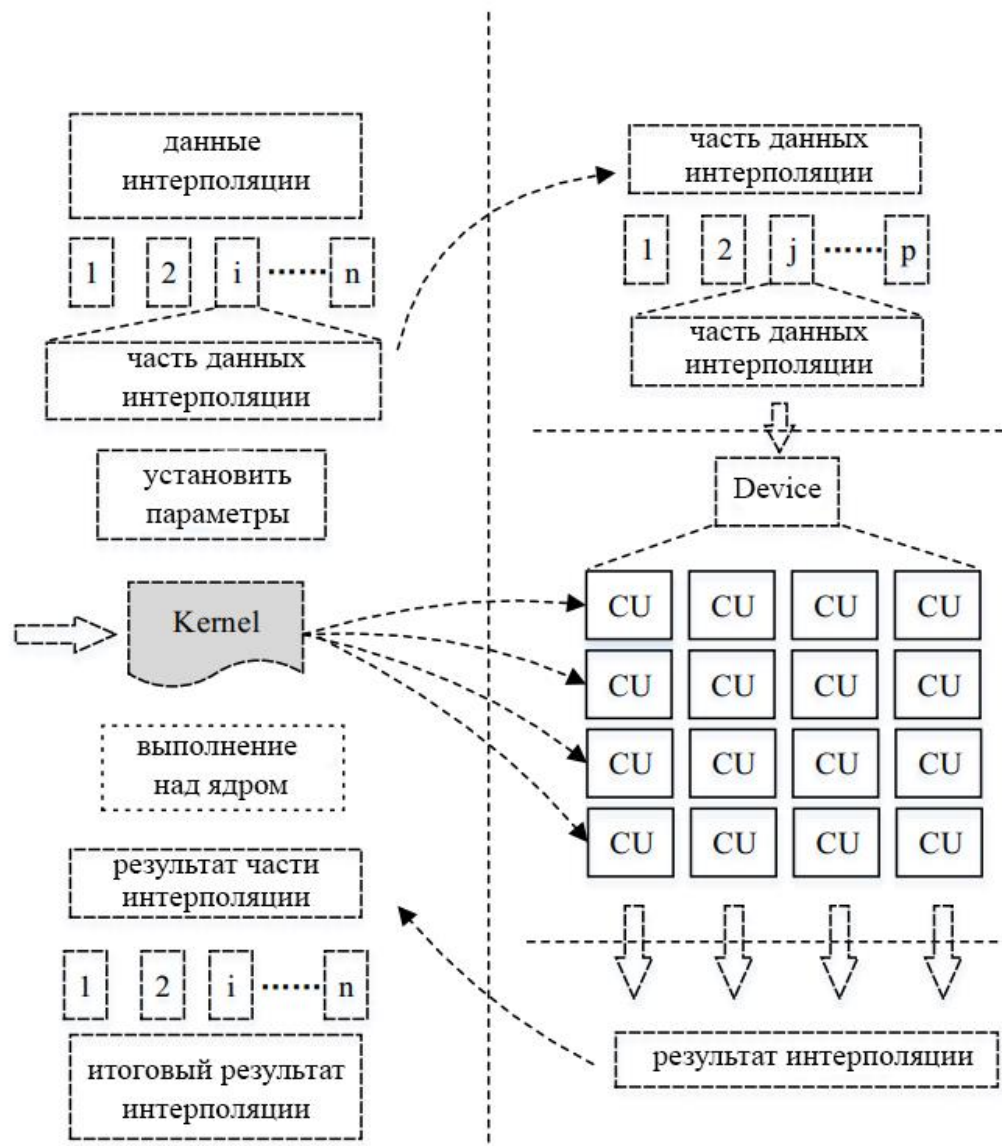 данные
интерполяции
1 2 i ...... n
часть данных
интерполяции
установить
параметры
Kernel
выполнение
над ядром
результат части
интерполяции
1 2 i ...... n
итоговый результат
интерполяции
часть данных
интерполяции
1 2 j ...... p
часть данных
интерполяции
Device
CU CU CU CU
CU CU CU CU
CU CU CU CU
CU CU CU CU
результат интерполяции